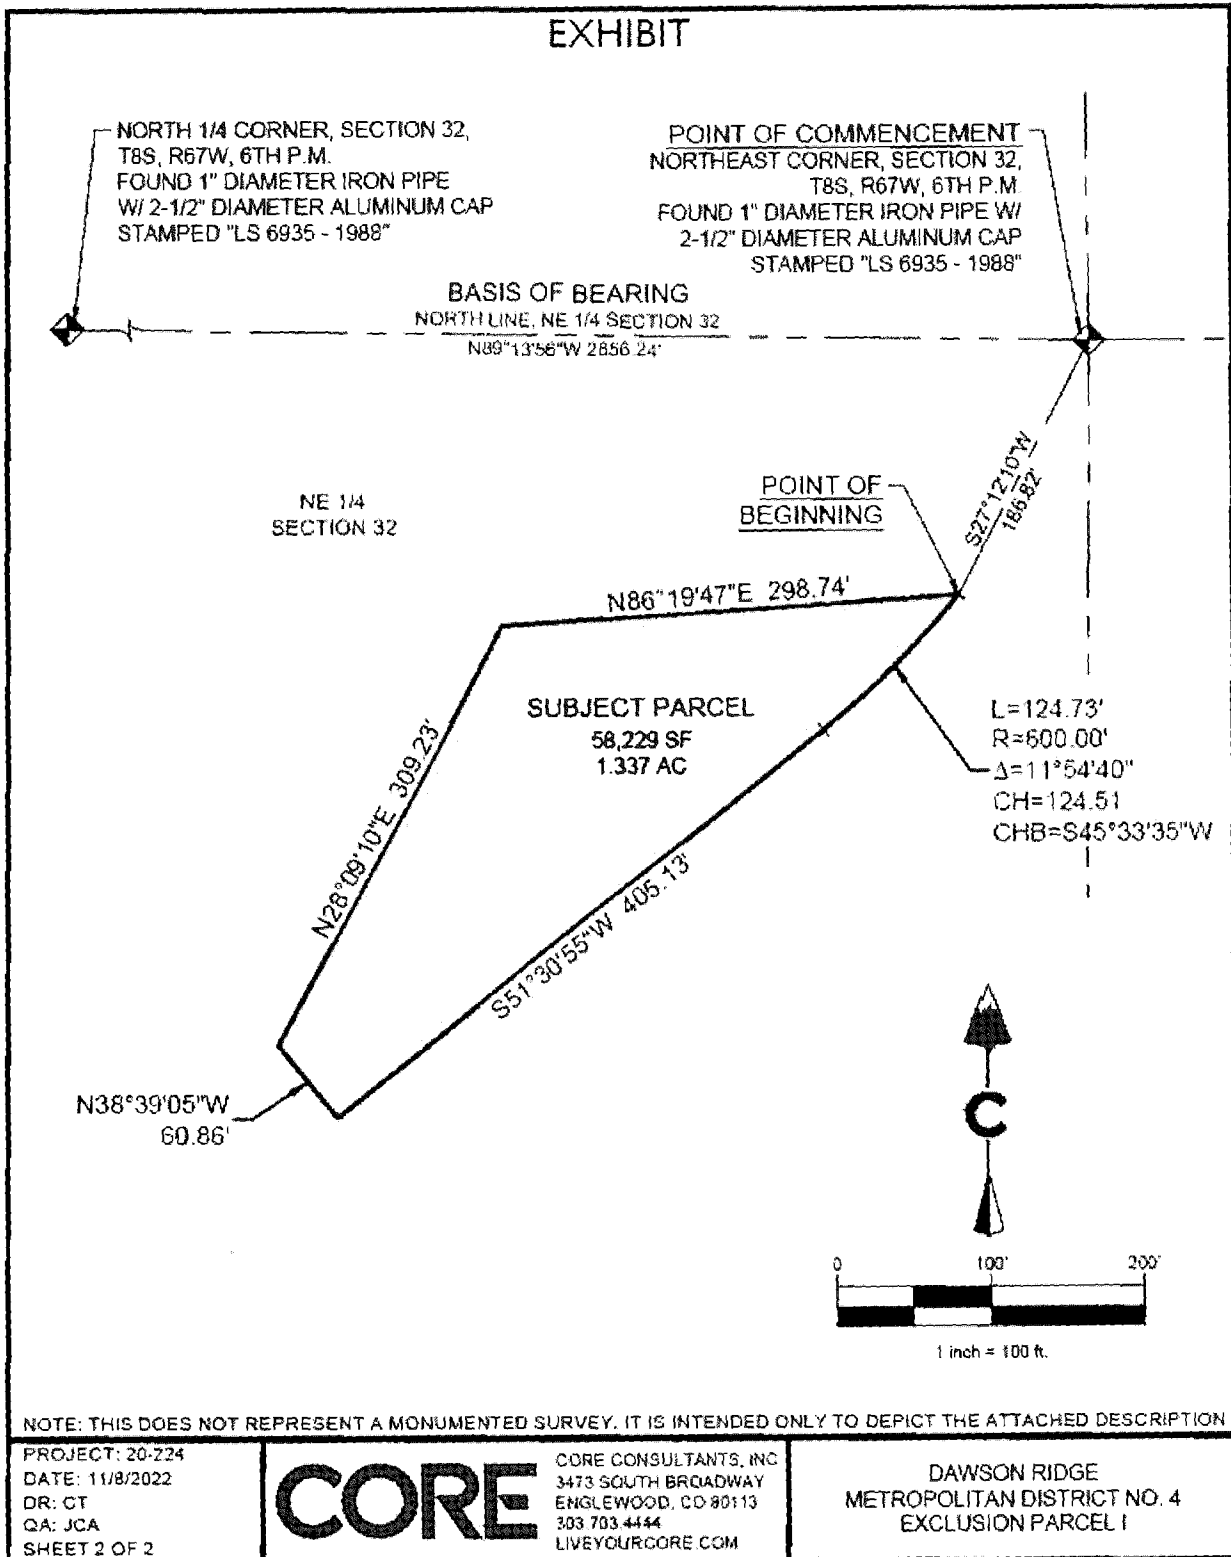 EXHIBIT
NORTH 1/4 CORNER, SECTION 32,
T8S, R67W, 6TH P.M.
FOUND 1" DIAMETER IRON PIPE
W/ 2-1/2" DIAMETER ALUMINUM CAP
STAMPED "LS 6935 - 1988"
POINT OF COMMENCEMENT
NORTHEAST CORNER, SECTION 32,
T8S, R67W, 6TH P.M.
FOUND 1" DIAMETER IRON PIPE W/
2-1/2" DIAMETER ALUMINUM CAP
STAMPED "LS 6935 - 1988"
BASIS OF BEARING
NORTH LINE, NE 1/4 SECTION 32
N89°13'56"W 2656.24'
S27°12'10"W
186.82'
NE 1/4
SECTION 32
POINT OF
BEGINNING
N86°19'47"E 298.74'
SUBJECT PARCEL
58,229 SF
1.337 AC
L=124.73'
R=600.00'
Δ=11°54'40"
CH=124.51
CHB=S45°33'35"W
N28°09'10"E 309.23'
S51°30'55"W 405.13'
N38°39'05"W
60.86'
C
0 100' 200'
1 inch = 100 ft.
NOTE: THIS DOES NOT REPRESENT A MONUMENTED SURVEY. IT IS INTENDED ONLY TO DEPICT THE ATTACHED DESCRIPTION
PROJECT: 20-224
DATE: 11/8/2022
DR: CT
QA: JCA
SHEET 2 OF 2
CORE
CORE CONSULTANTS, INC
3473 SOUTH BROADWAY
ENGLEWOOD, CO 80113
303.703.4444
LIVEYOURCORE.COM
DAWSON RIDGE
METROPOLITAN DISTRICT NO. 4
EXCLUSION PARCEL I